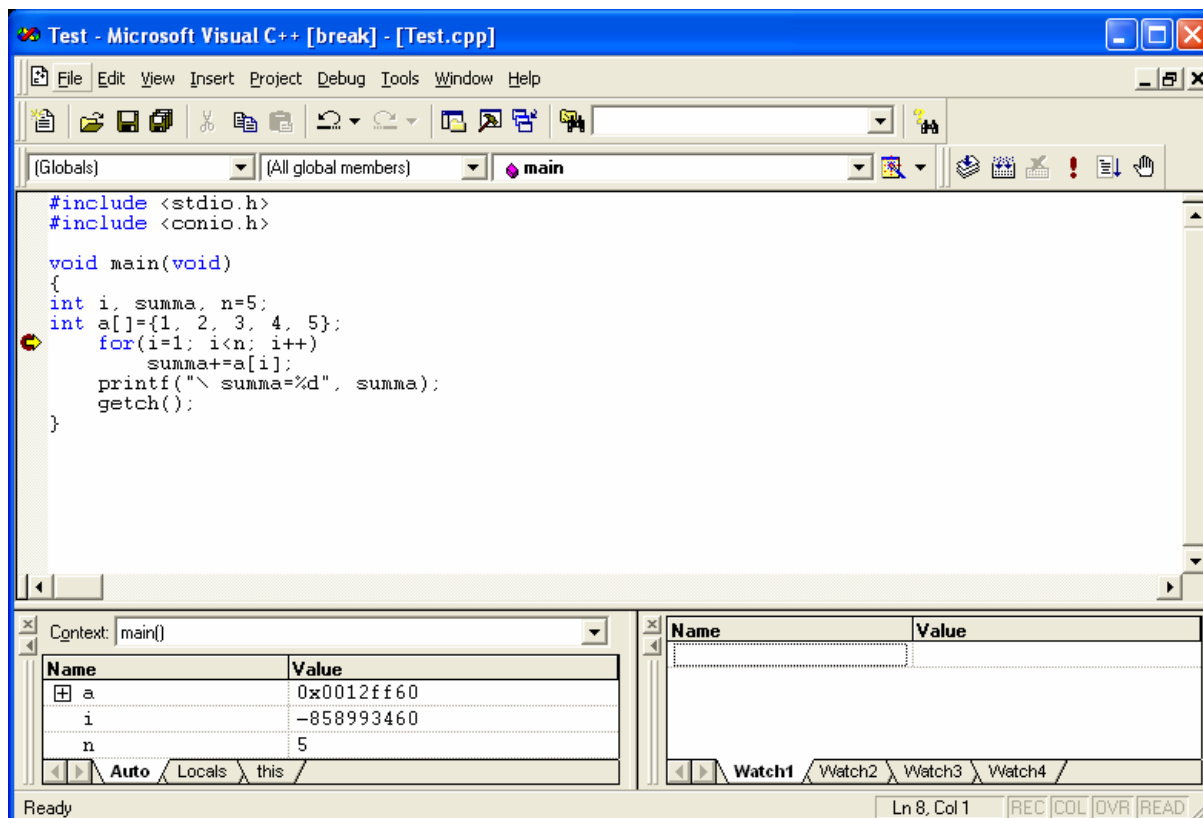 Test - Microsoft Visual C++ [break] - [Test.cpp]
File Edit View Insert Project Debug Tools Window Help
(Globals) (All global members) main
#include <stdio.h>
#include <conio.h>
void main(void)
{
int i, summa, n=5;
int a[]={1, 2, 3, 4, 5};
for(i=1; i<n; i++)
summa+=a[i];
printf("\ summa=%d", summa);
getch();
}
Context: main()
Name Value
a 0x0012ff60
i -858993460
n 5
Auto Locals this
Name Value
Watch1 Watch2 Watch3 Watch4
Ready Ln 8, Col 1 REC COL OVR READ